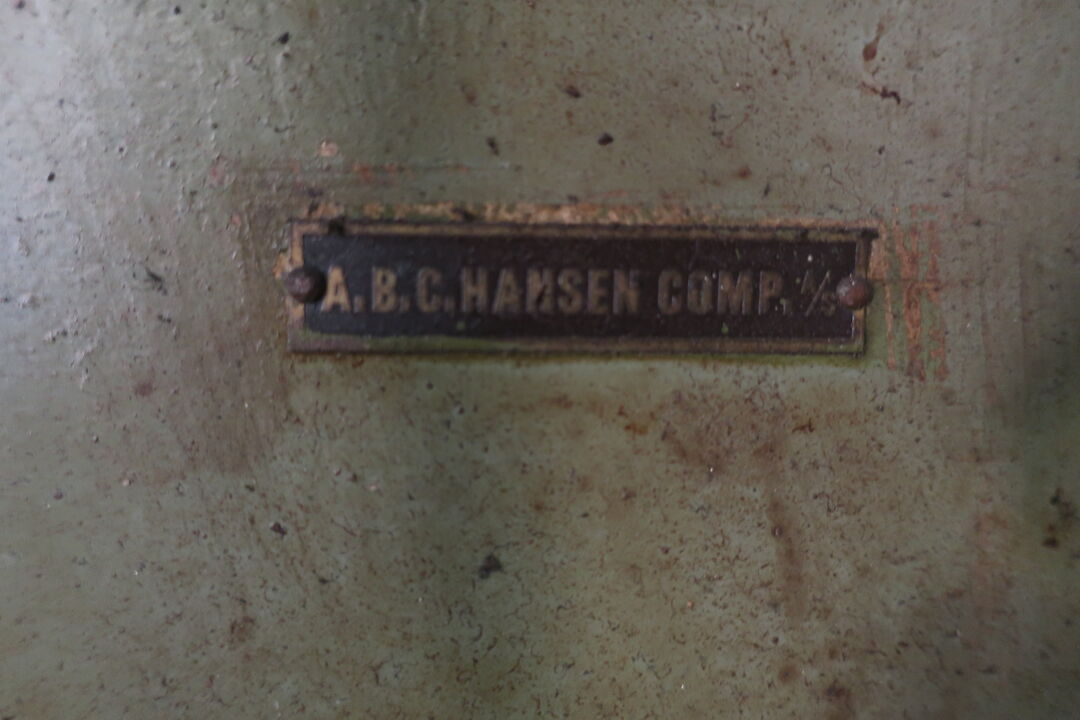 A.B.C.HANSEN COMP. A/S